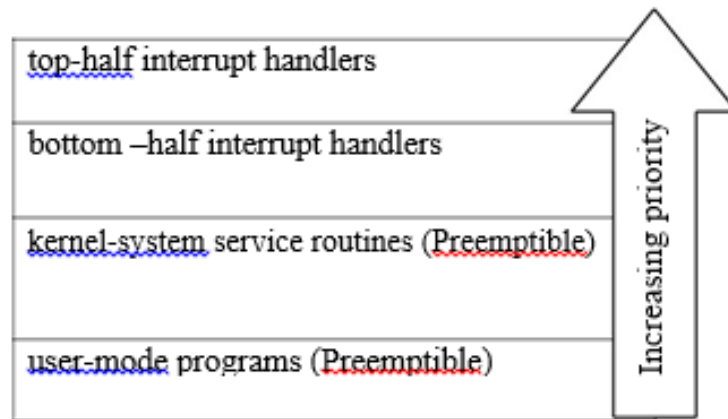 top-half interrupt handlers
bottom –half interrupt handlers
kernel-system service routines (Preemptible)
user-mode programs (Preemptible)
Increasing priority